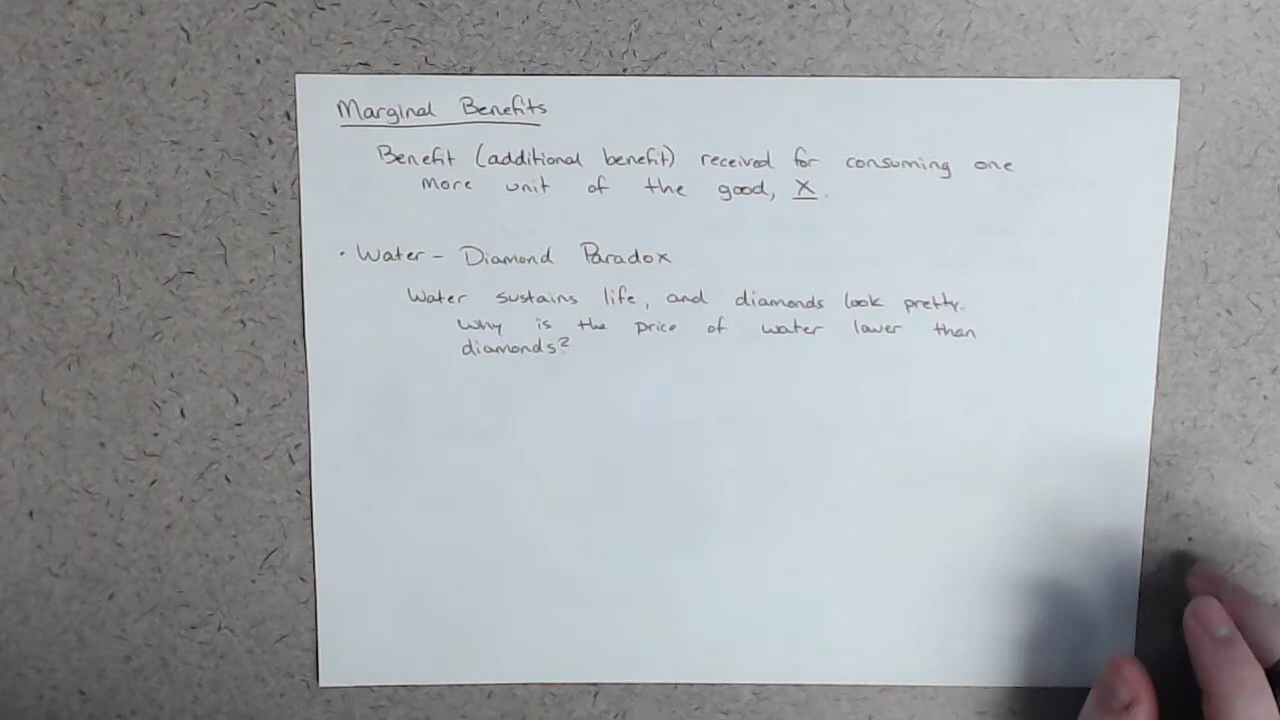 Marginal Benefits
Benefit (additional benefit) received for consuming one
more unit of the good, X.
· Water - Diamond Paradox
Water sustains life, and diamonds look pretty.
Why is the price of water lower than
diamonds?